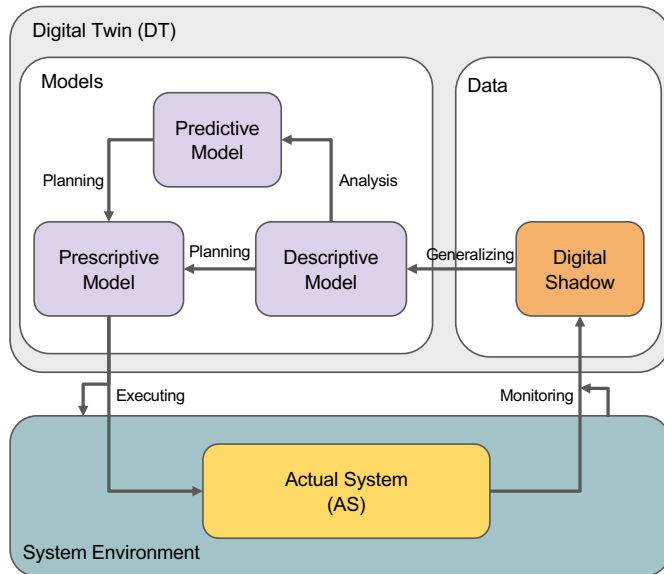 Digital Twin (DT)
Models
Data
Predictive
Model
Planning
Analysis
Prescriptive
Model
Planning
Descriptive
Model
Generalizing
Digital
Shadow
Executing
Monitoring
Actual System
(AS)
System Environment